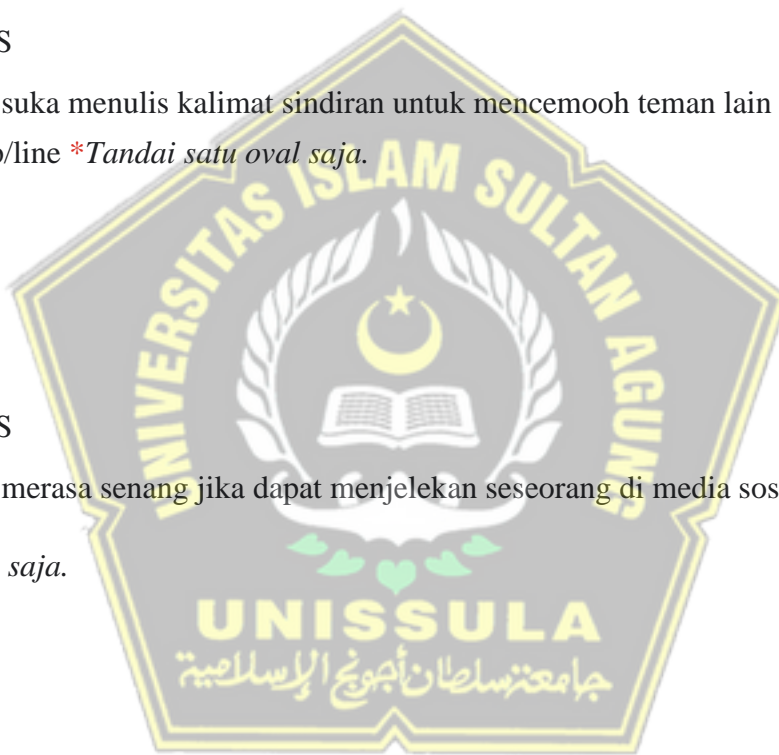 S
suka menulis kalimat sindiran untuk mencemooh teman lain
o/line *Tandai satu oval saja.
UNIVERSITAS ISLAM SULTAN AGUNG
S
merasa senang jika dapat menjelekan seseorang di media sos
saja.
UNISSULA
جامعة سلطان أجونج الإسلامية